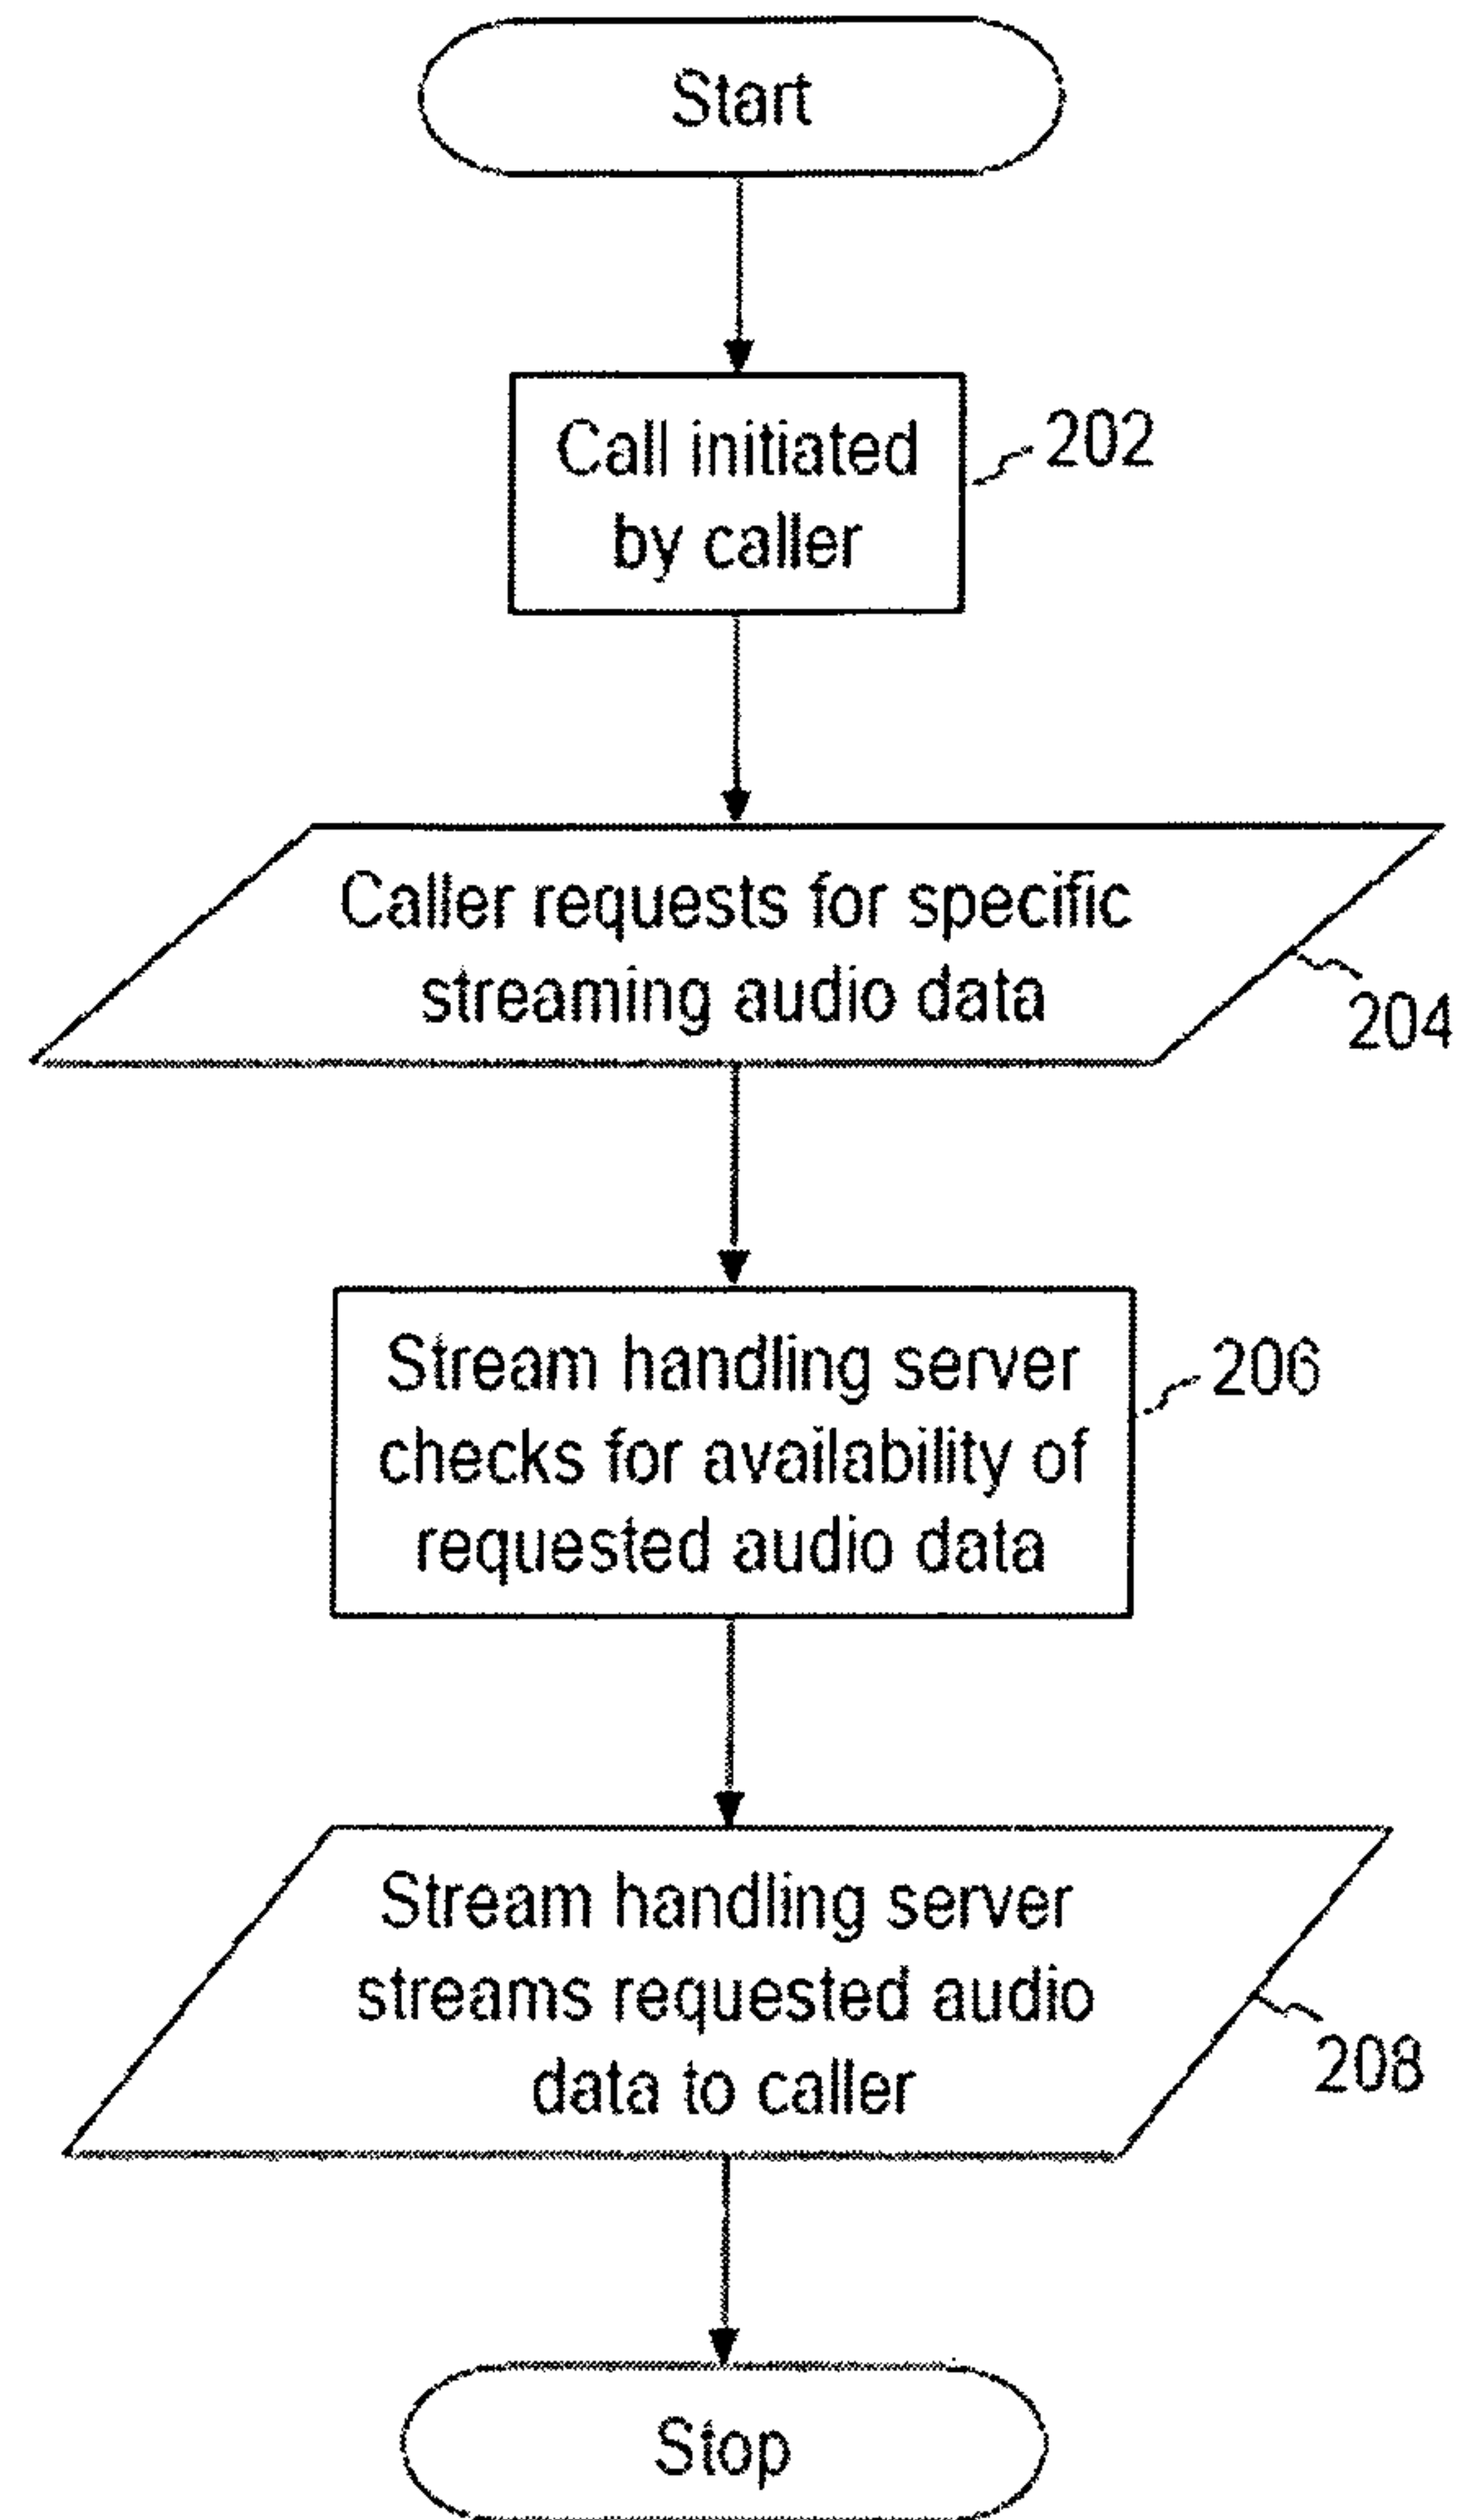 Start
Call initiated
by caller
202
Caller requests for specific
streaming audio data
204
Stream handling server
checks for availability of
requested audio data
206
Stream handling server
streams requested audio
data to caller
208
Stop